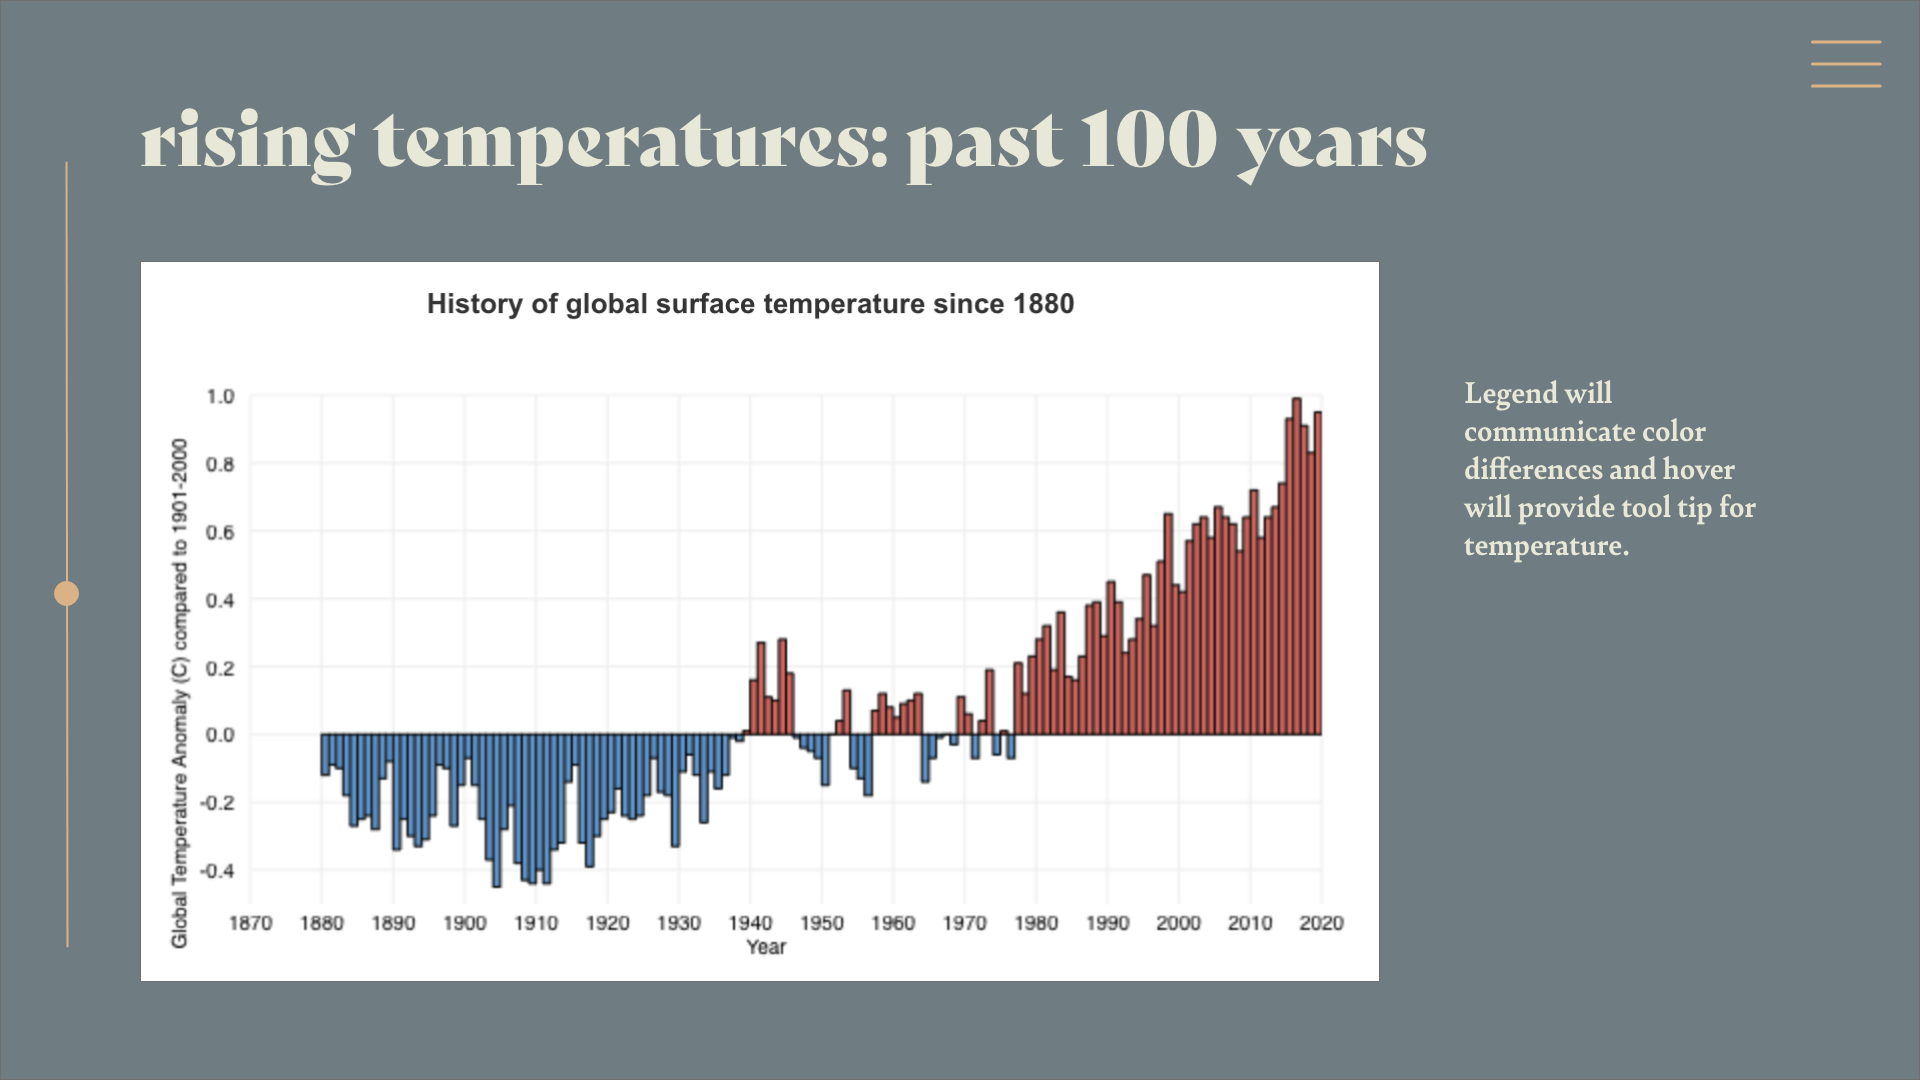 rising temperatures: past 100 years
History of global surface temperature since 1880
Global Temperature Anomaly (C) compared to 1901-2000
1.0
0.8
0.6
0.4
0.2
0.0
-0.2
-0.4
1870 1880 1890 1900 1910 1920 1930 1940 1950 1960 1970 1980 1990 2000 2010 2020
Year
Legend will
communicate color
differences and hover
will provide tool tip for
temperature.